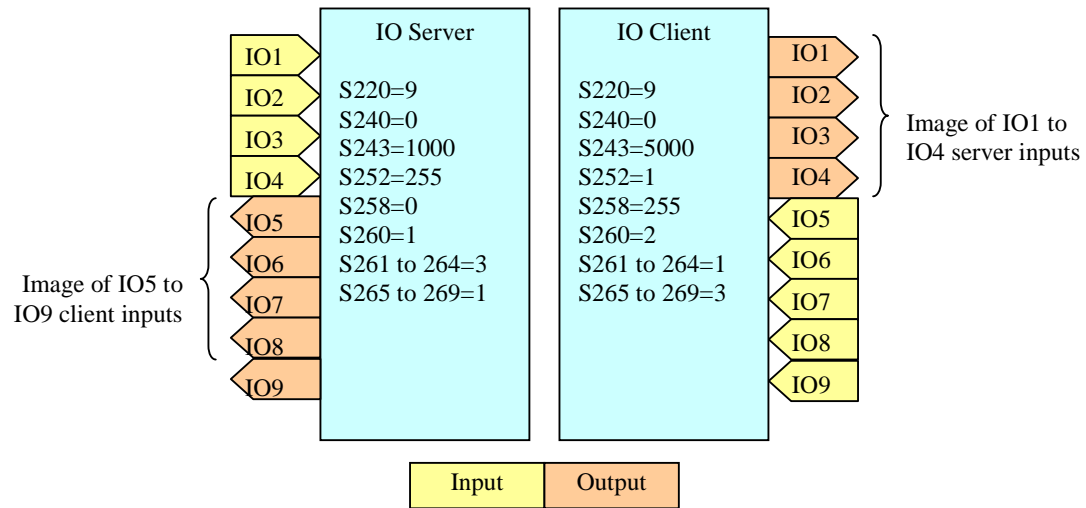 IO Server
IO1
IO2
IO3
IO4
IO5
IO6
IO7
IO8
IO9
S220=9
S240=0
S243=1000
S252=255
S258=0
S260=1
S261 to 264=3
S265 to 269=1
Image of IO5 to
IO9 client inputs
IO Client
S220=9
S240=0
S243=5000
S252=1
S258=255
S260=2
S261 to 264=1
S265 to 269=3
IO1
IO2
IO3
IO4
IO5
IO6
IO7
IO8
IO9
Image of IO1 to
IO4 server inputs
Input
Output